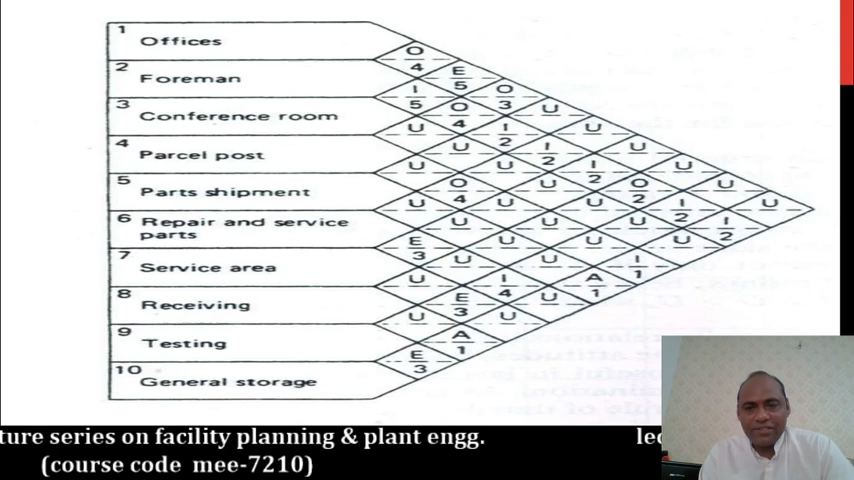 1 Offices
2 Foreman
3 Conference room
4 Parcel post
5 Parts shipment
6 Repair and service
parts
7 Service area
8 Receiving
9 Testing
10 General storage
O
4
I
5
U
U
U
E
3
U
U
E
3
E
5
O
4
U
O
4
U
U
E
3
A
1
O
3
I
2
U
U
U
I
4
U
U
I
2
U
U
U
U
U
I
2
U
U
A
1
U
O
2
U
I
1
U
I
2
U
U
I
2
U
ture series on facility planning & plant engg. lec
(course code mee-7210)